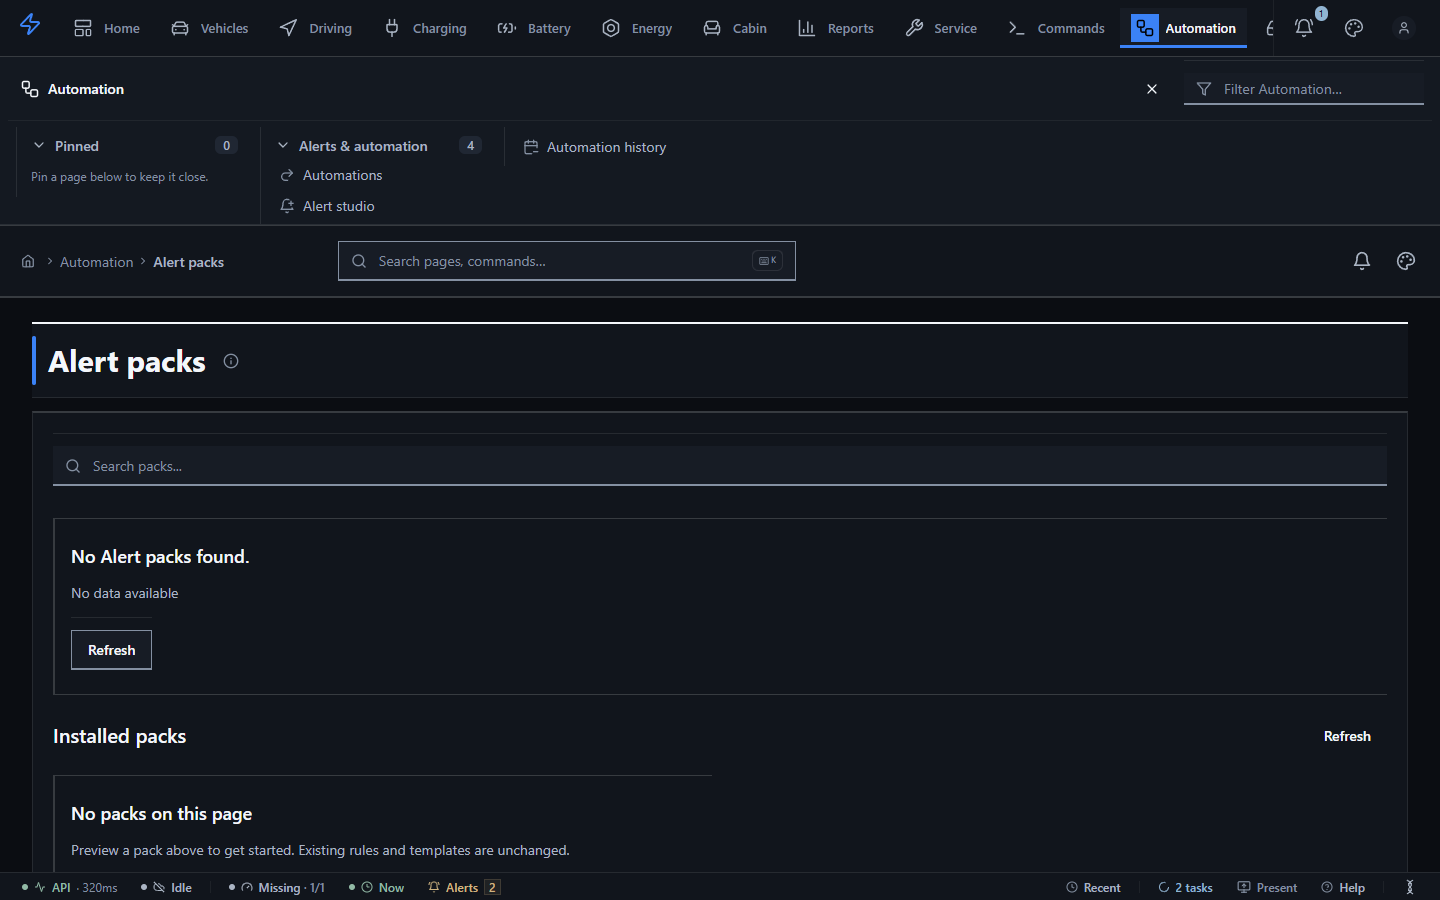 Home
Vehicles
Driving
Charging
Battery
Energy
Cabin
Reports
Service
Commands
Automation
1
Automation
Filter Automation...
Pinned
0
Pin a page below to keep it close.
Alerts & automation
4
Automations
Alert studio
Automation history
Automation
Alert packs
Search pages, commands...
K
Alert packs
Search packs...
No Alert packs found.
No data available
Refresh
Installed packs
Refresh
No packs on this page
Preview a pack above to get started. Existing rules and templates are unchanged.
API · 320ms
Idle
Missing · 1/1
Now
Alerts 2
Recent
2 tasks
Present
Help